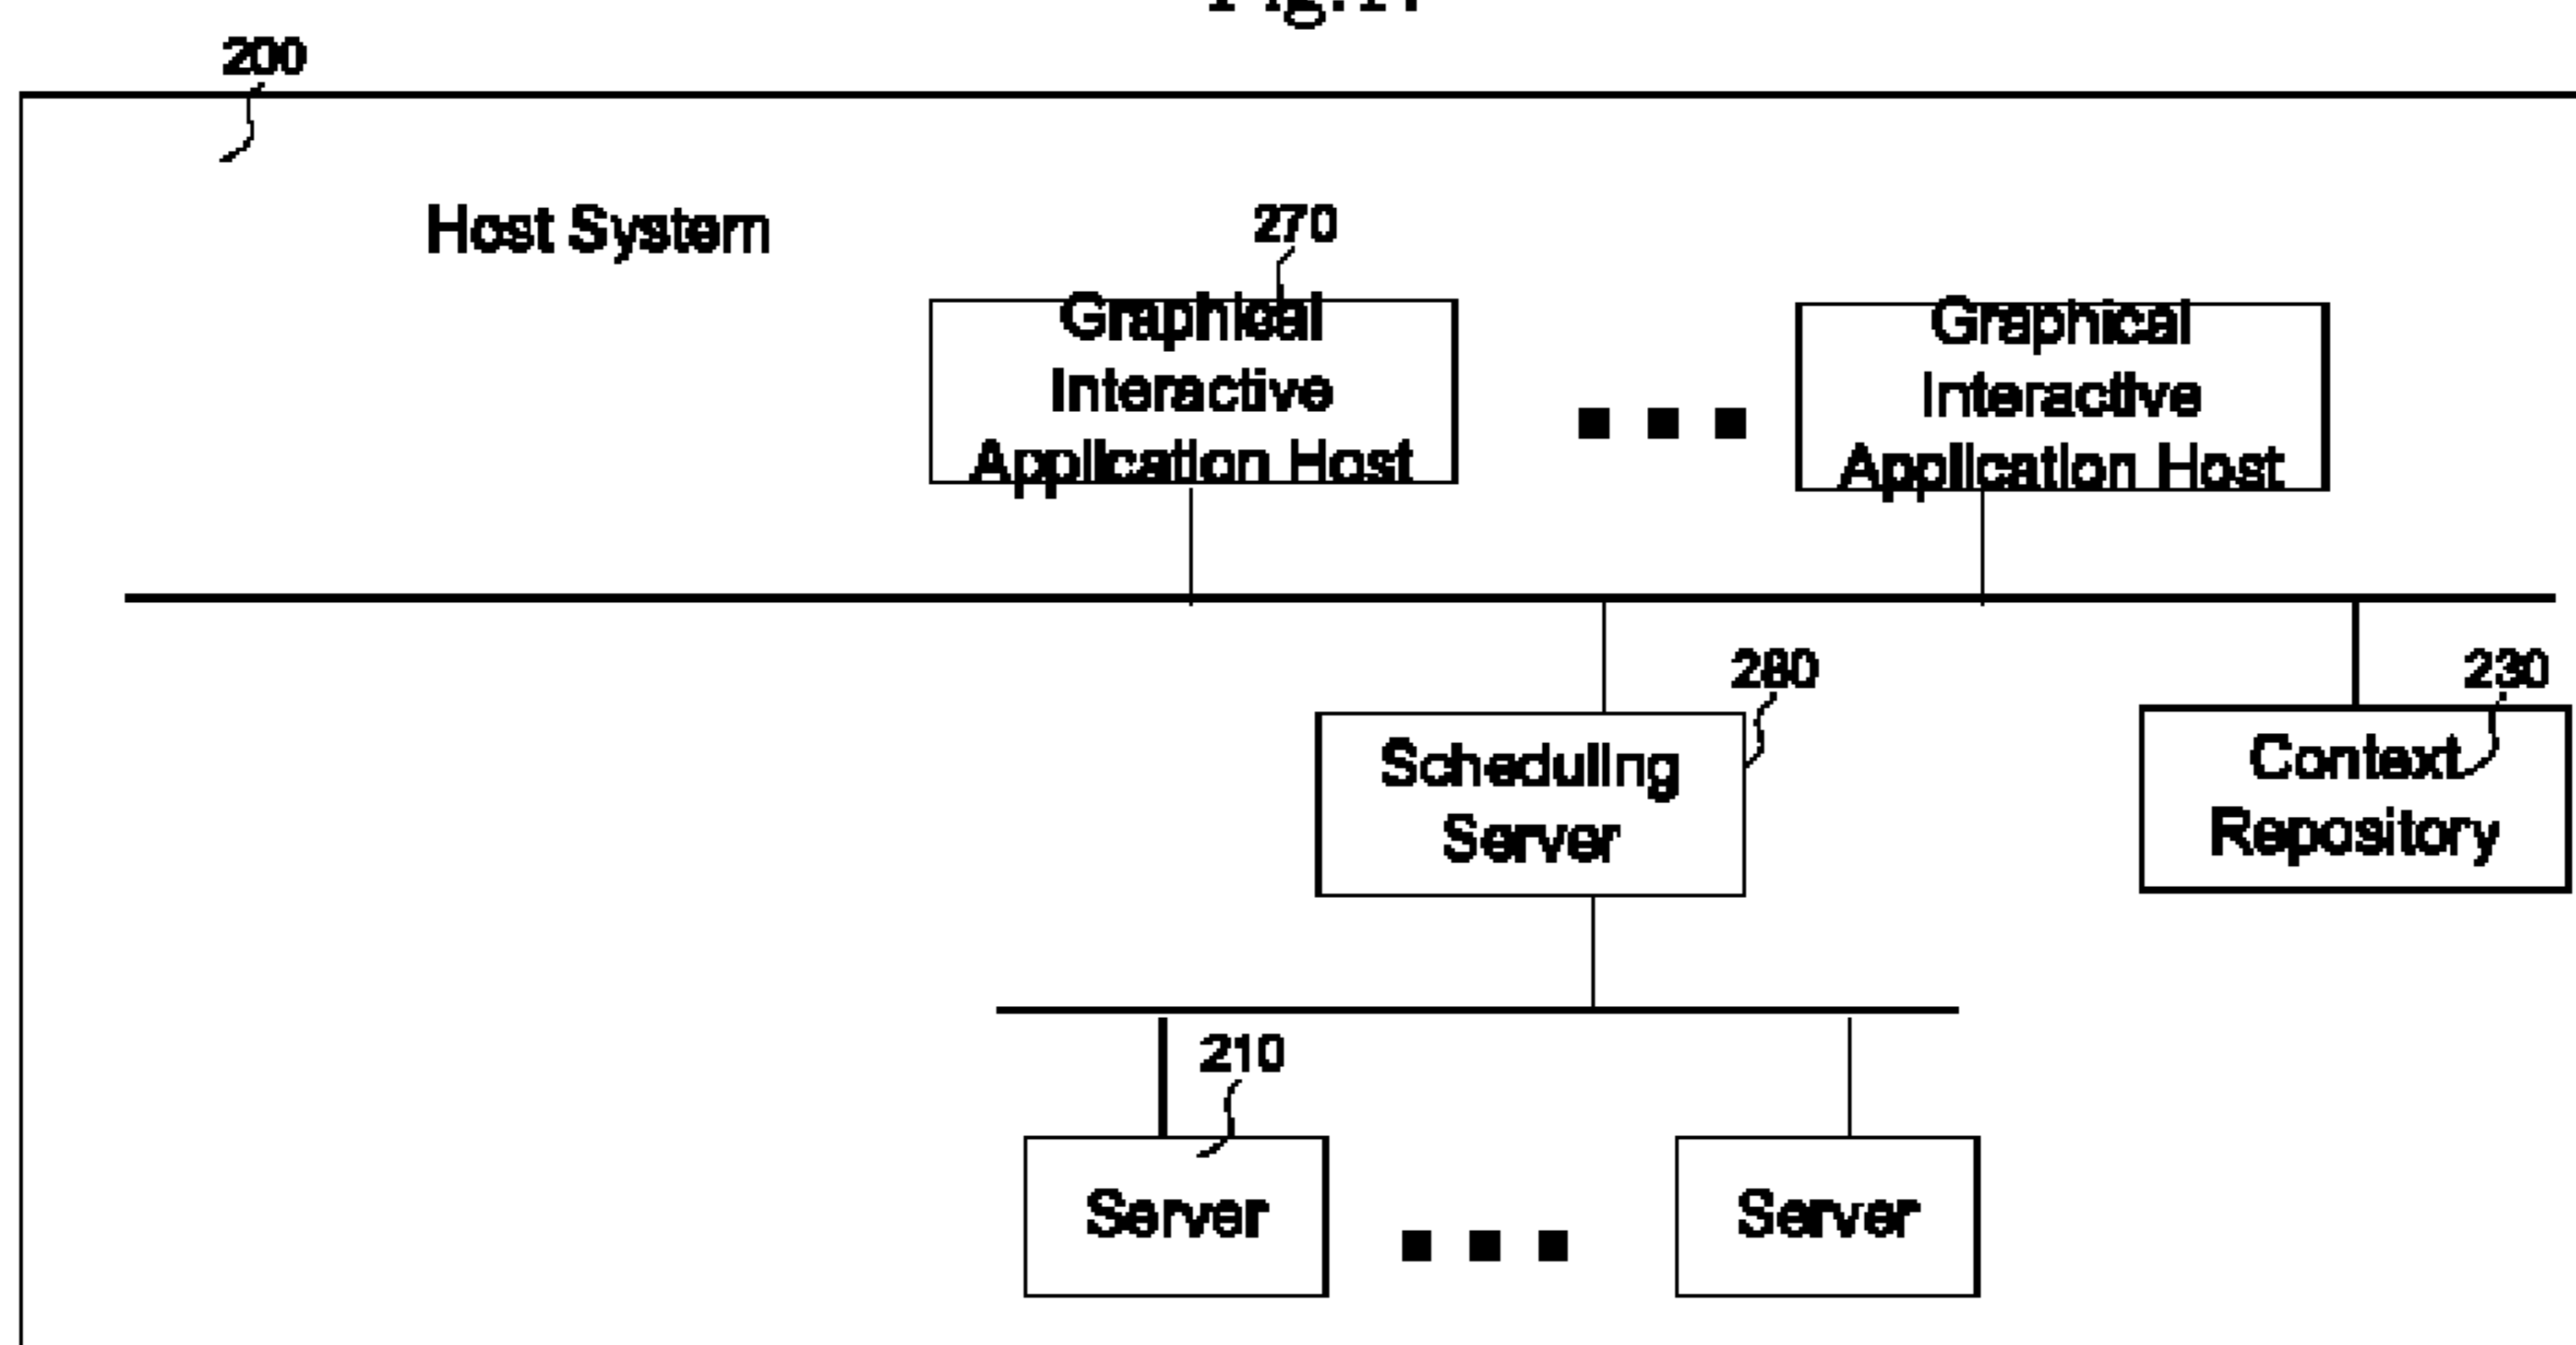 200
Host System
270
Graphical
Interactive
Application Host
Graphical
Interactive
Application Host
280
Scheduling
Server
230
Context
Repository
210
Server
Server